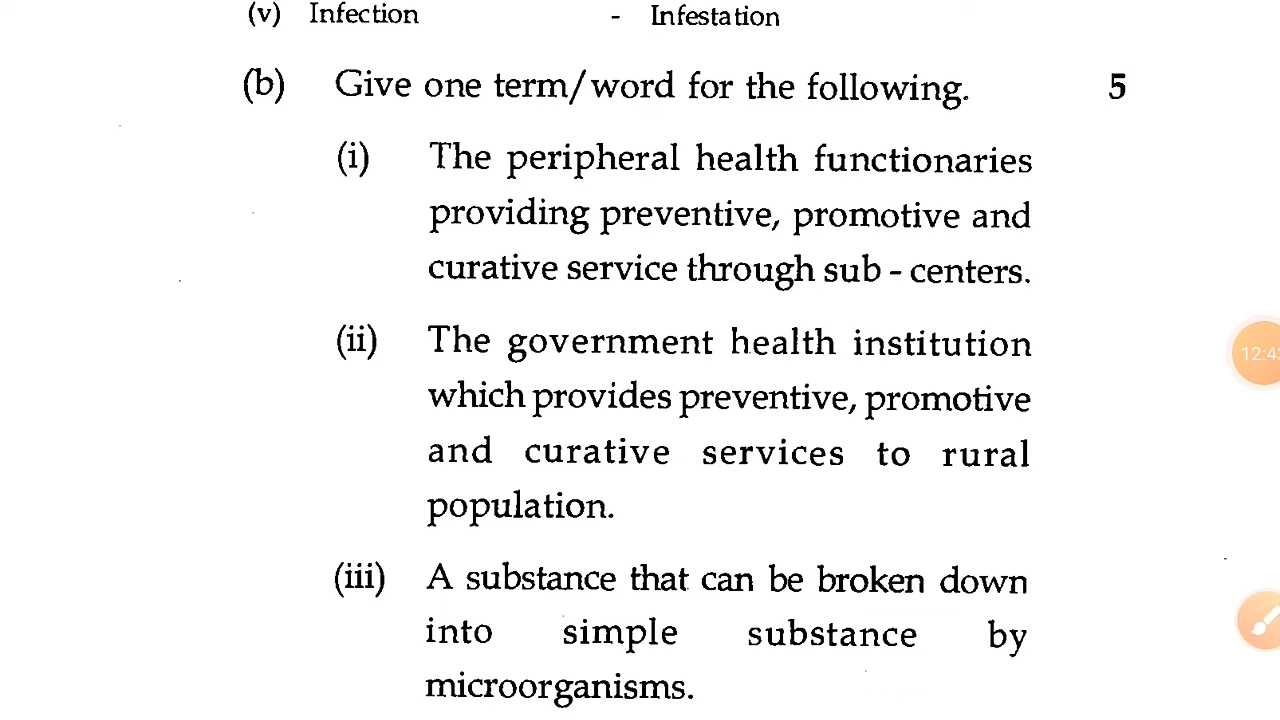 (v) Infection - Infestation
(b) Give one term/word for the following. 5
(i) The peripheral health functionaries
providing preventive, promotive and
curative service through sub - centers.
(ii) The government health institution
which provides preventive, promotive
and curative services to rural
population.
(iii) A substance that can be broken down
into simple substance by
microorganisms.